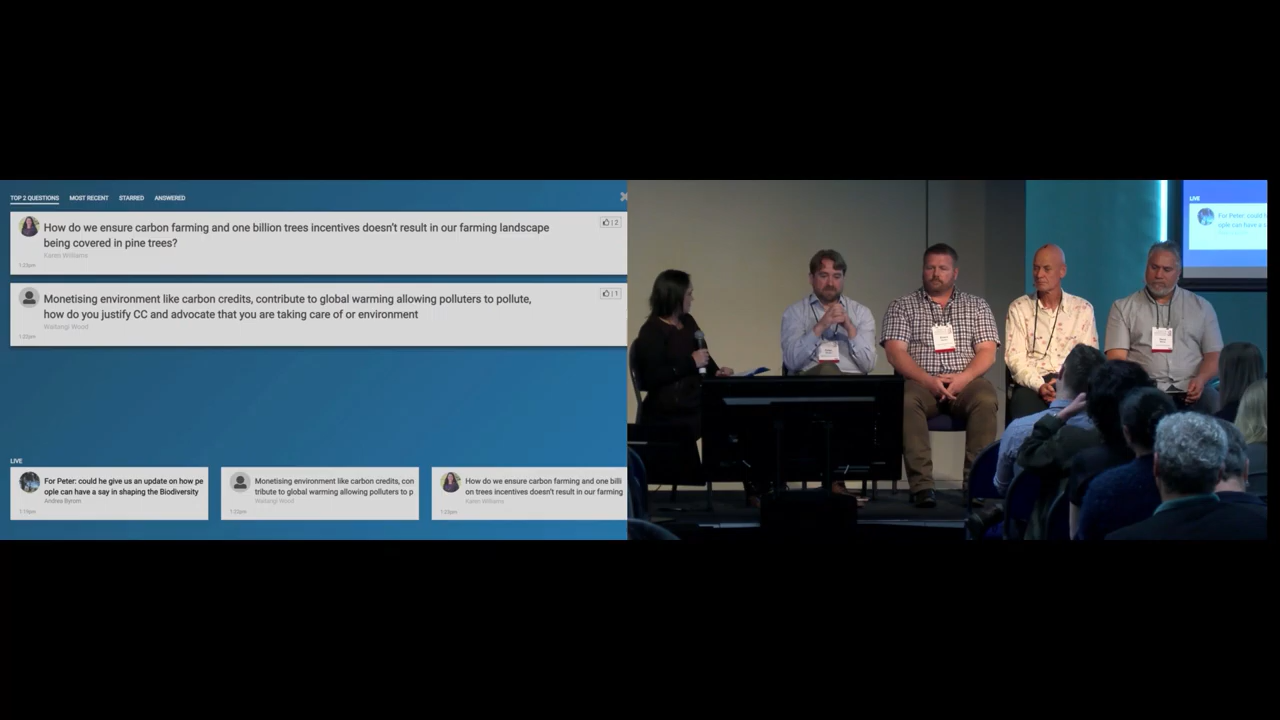 TOP 2 QUESTIONS MOST RECENT STARRED ANSWERED
How do we ensure carbon farming and one billion trees incentives doesn't result in our farming landscape
being covered in pine trees?
2
Karen Williams
1:23pm
Monetising environment like carbon credits, contribute to global warming allowing polluters to pollute,
how do you justify CC and advocate that you are taking care of or environment
1
Waitangi Wood
LIVE
For Peter: could he give us an update on how pe
ople can have a say in shaping the Biodiversity
Andrea Byrom
Monetising environment like carbon credits, con
tribute to global warming allowing polluters to p
Waitangi Wood
How do we ensure carbon farming and one billi
on trees incentives doesn't result in our farming
Karen Williams
1:23pm
LIVE
For Peter: could
ople can have a s